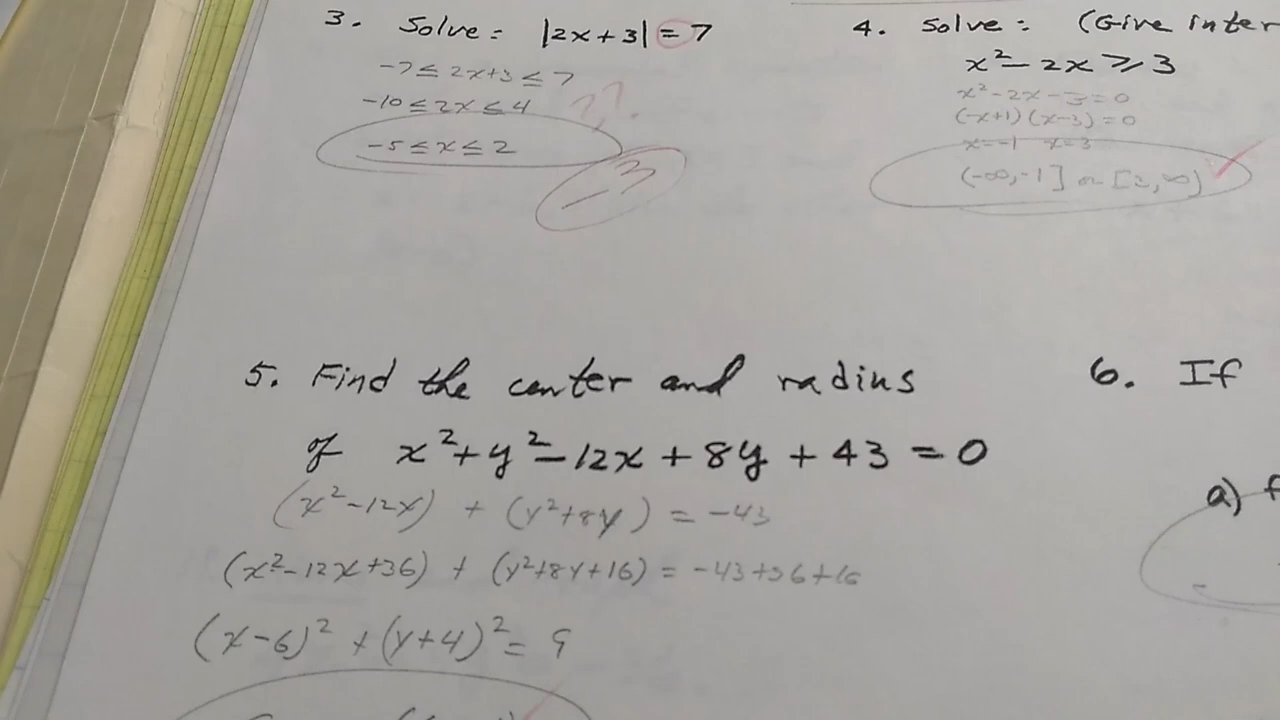 3. Solve: |2x+3| = 7
-7 ≤ 2x+3 ≤ 7
-10 ≤ 2x ≤ 4 ??
-5 ≤ x ≤ 2
-3
4. Solve: (Give inter
x² - 2x ≥ 3
x² - 2x - 3 = 0
(x+1)(x-3) = 0
x=-1 x=3
(-∞,-1] or [2,∞)
5. Find the center and radius
of x² + y² - 12x + 8y + 43 = 0
(x² - 12x) + (y² + 8y) = -43
(x² - 12x + 36) + (y² + 8y + 16) = -43 + 36 + 16
(x-6)² + (y+4)² = 9
6. If
a) f